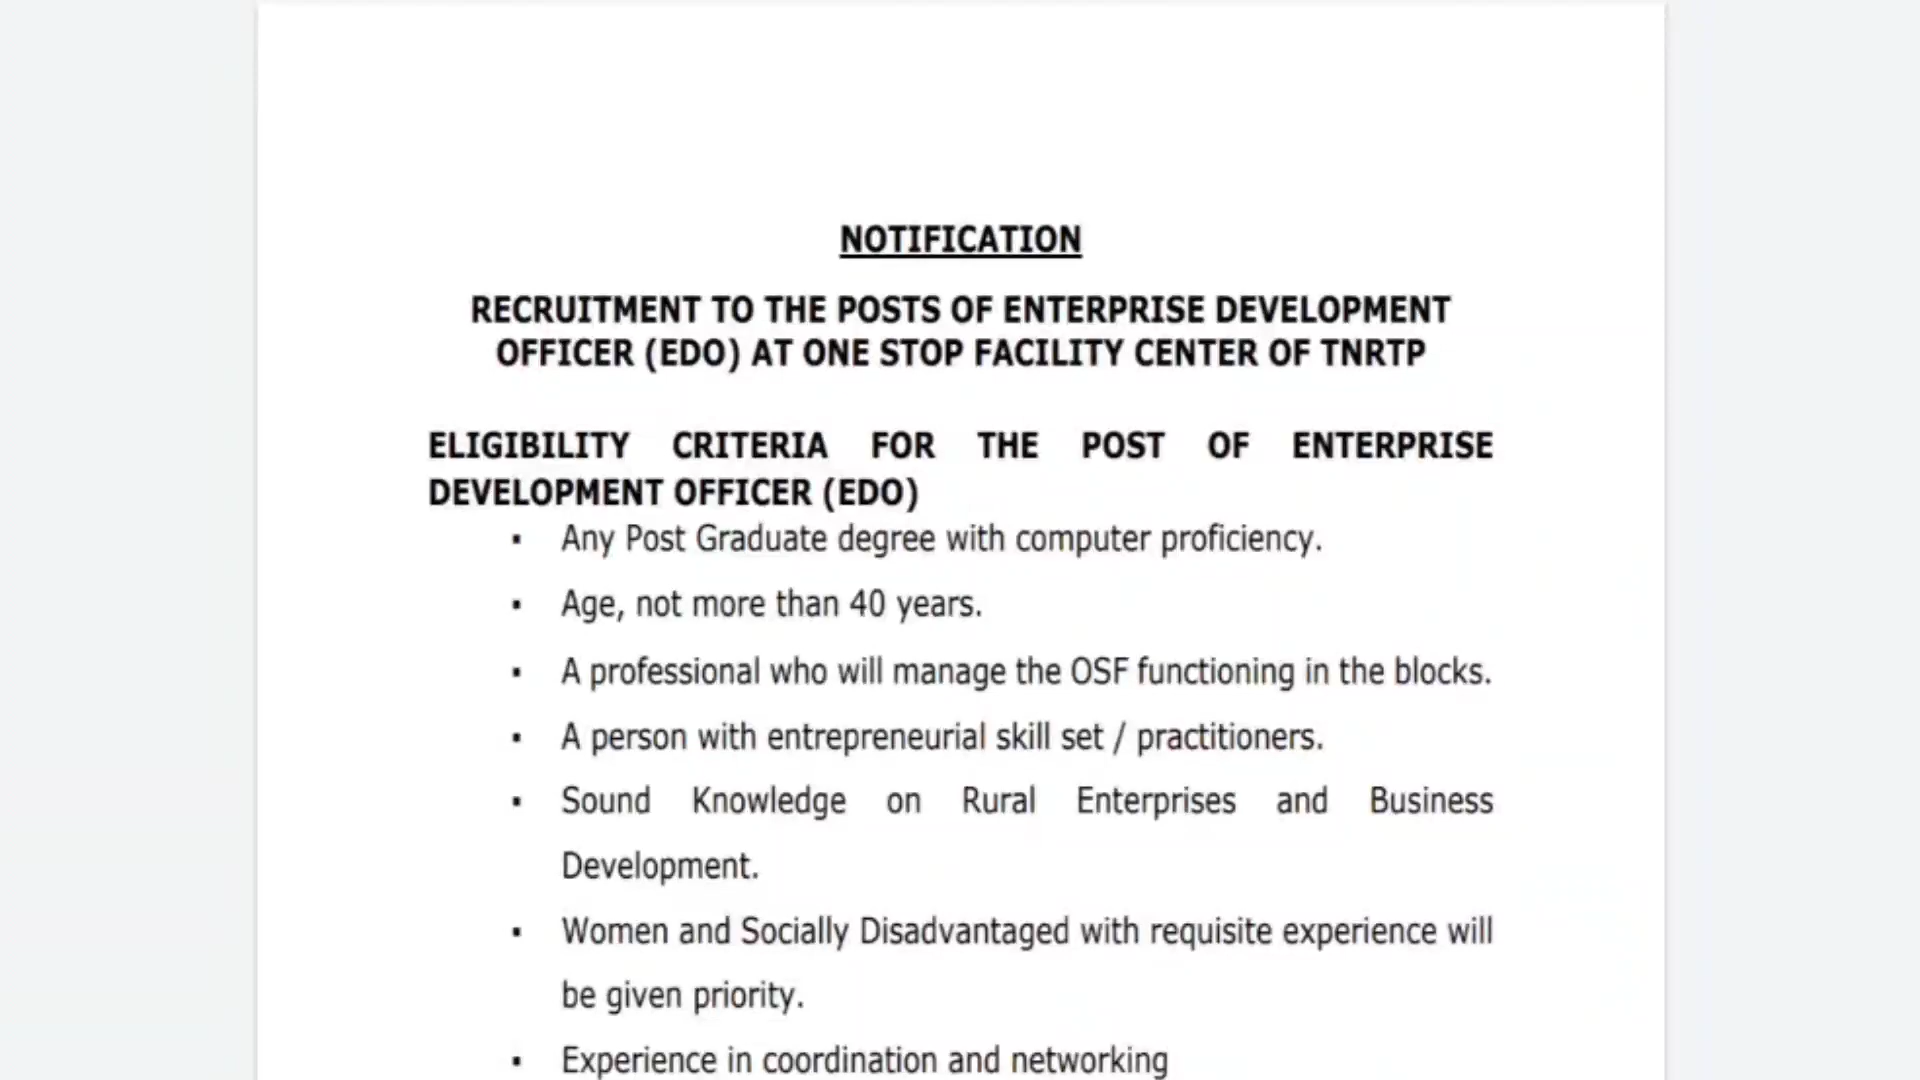 NOTIFICATION
RECRUITMENT TO THE POSTS OF ENTERPRISE DEVELOPMENT
OFFICER (EDO) AT ONE STOP FACILITY CENTER OF TNRTP
ELIGIBILITY CRITERIA FOR THE POST OF ENTERPRISE
DEVELOPMENT OFFICER (EDO)
▪ Any Post Graduate degree with computer proficiency.
▪ Age, not more than 40 years.
▪ A professional who will manage the OSF functioning in the blocks.
▪ A person with entrepreneurial skill set / practitioners.
▪ Sound Knowledge on Rural Enterprises and Business
Development.
▪ Women and Socially Disadvantaged with requisite experience will
be given priority.
▪ Experience in coordination and networking